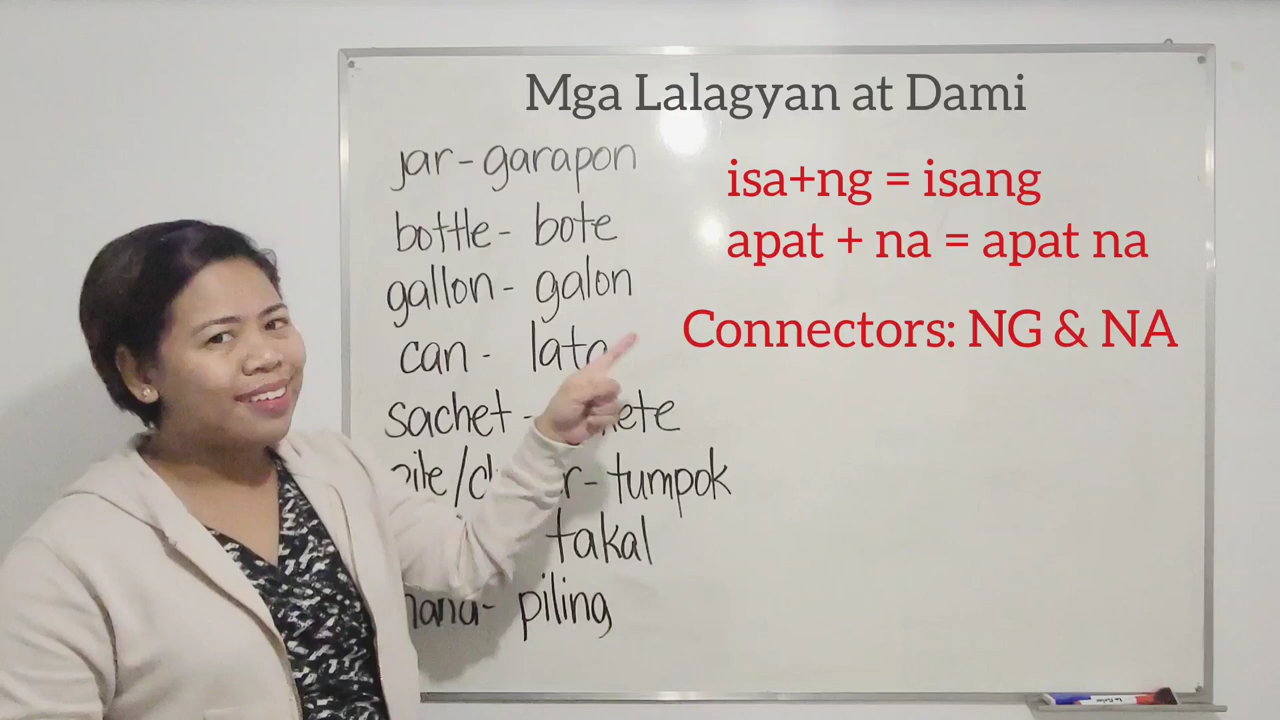 Mga Lalagyan at Dami
jar - garapon
bottle - bote
gallon - galon
can - lata
sachet -
tumpok
takal
piling
isa+ng = isang
apat + na = apat na
Connectors: NG & NA